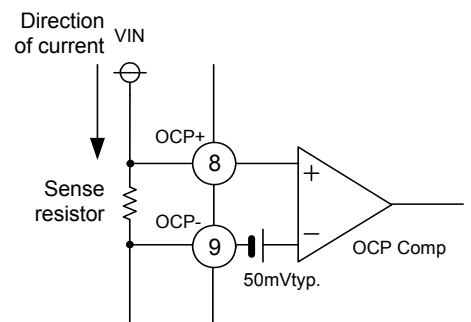 Direction
of current
VIN
OCP+
8
+
Sense
resistor
OCP-
9
−
OCP Comp
50mVtyp.